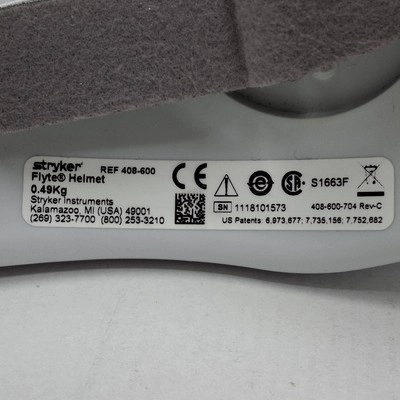 stryker® REF 408-600
Flyte® Helmet
0.49Kg
Stryker Instruments
Kalamazoo, MI (USA) 49001
(269) 323-7700 (800) 253-3210
CE S1663F
SN 1118101573 408-600-704 Rev-C
US Patents: 6,973,677; 7,735,156; 7,752,682